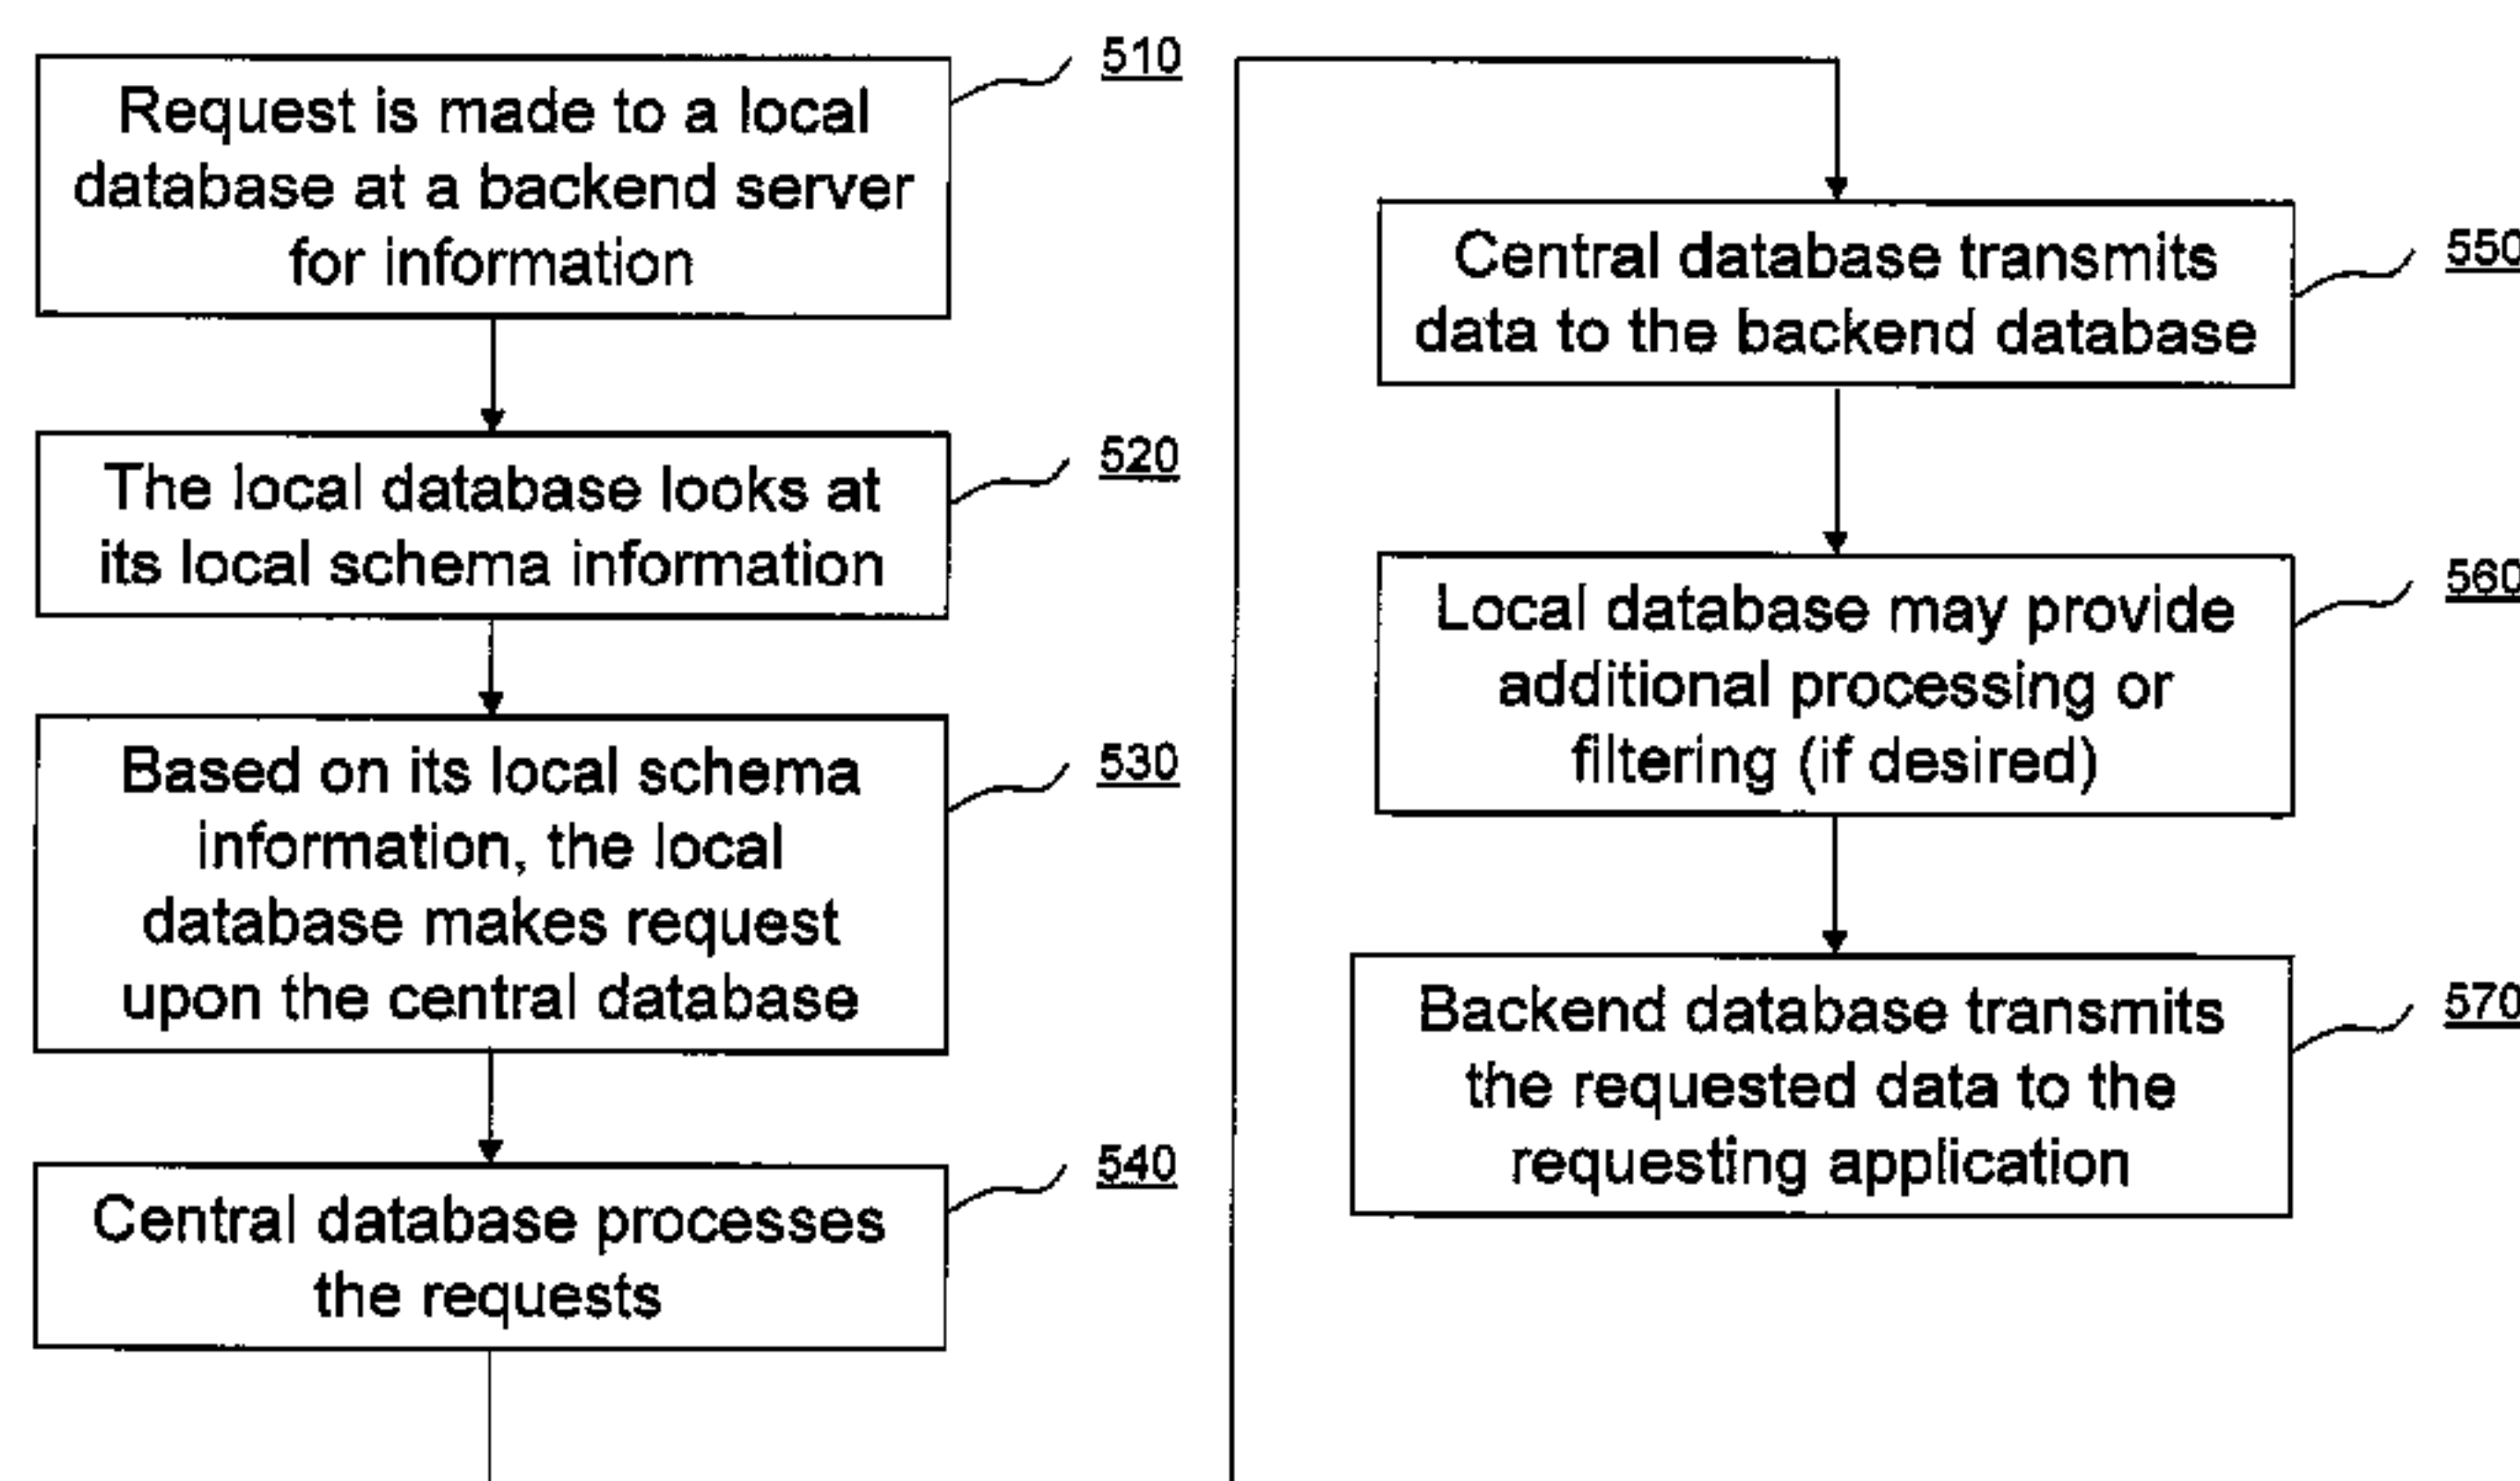 510
Request is made to a local
database at a backend server
for information
520
The local database looks at
its local schema information
530
Based on its local schema
information, the local
database makes request
upon the central database
540
Central database processes
the requests
550
Central database transmits
data to the backend database
560
Local database may provide
additional processing or
filtering (if desired)
570
Backend database transmits
the requested data to the
requesting application